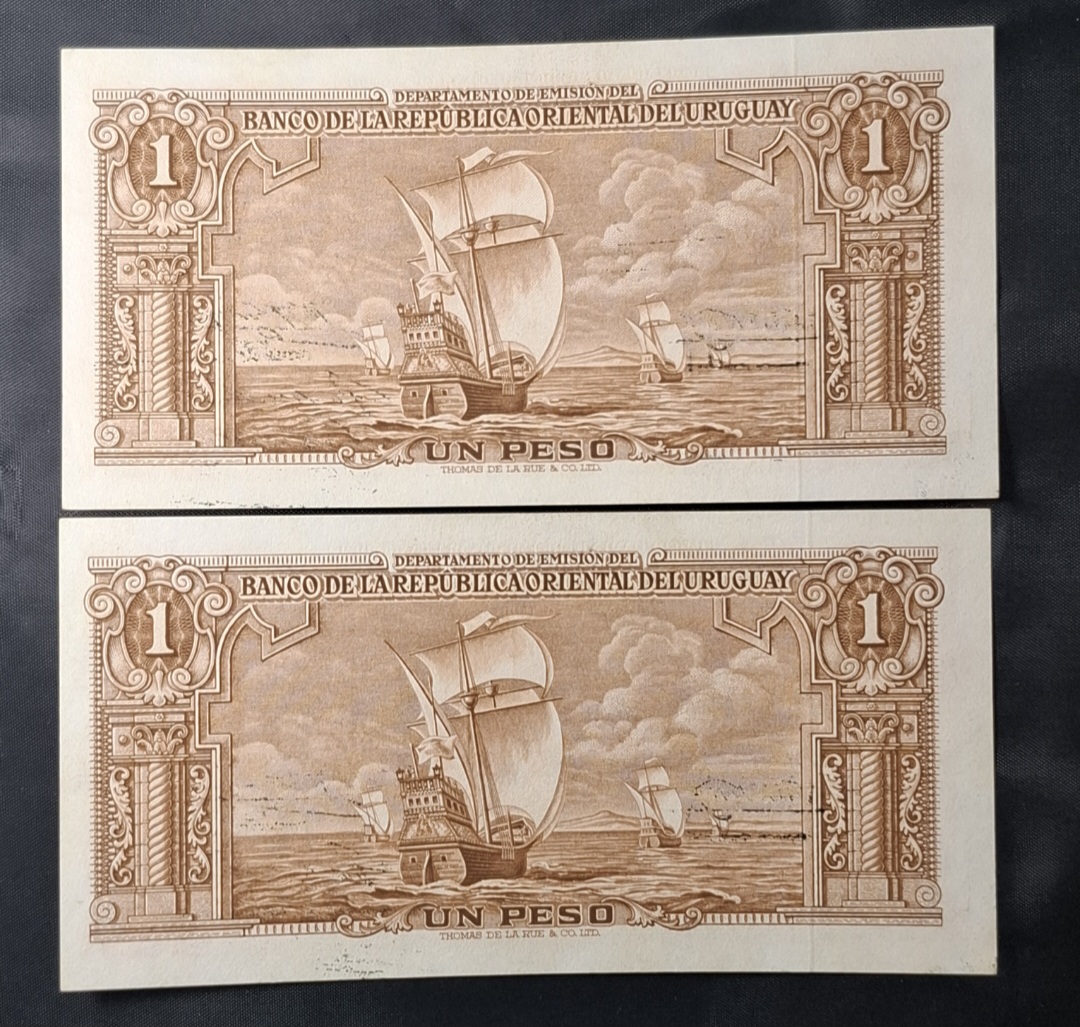 DEPARTAMENTO DE EMISIÓN DEL
BANCO DE LA REPÚBLICA ORIENTAL DEL URUGUAY
1 1
UN PESO
THOMAS DE LA RUE & CO. LTD.
DEPARTAMENTO DE EMISIÓN DEL
BANCO DE LA REPÚBLICA ORIENTAL DEL URUGUAY
1 1
UN PESO
THOMAS DE LA RUE & CO. LTD.